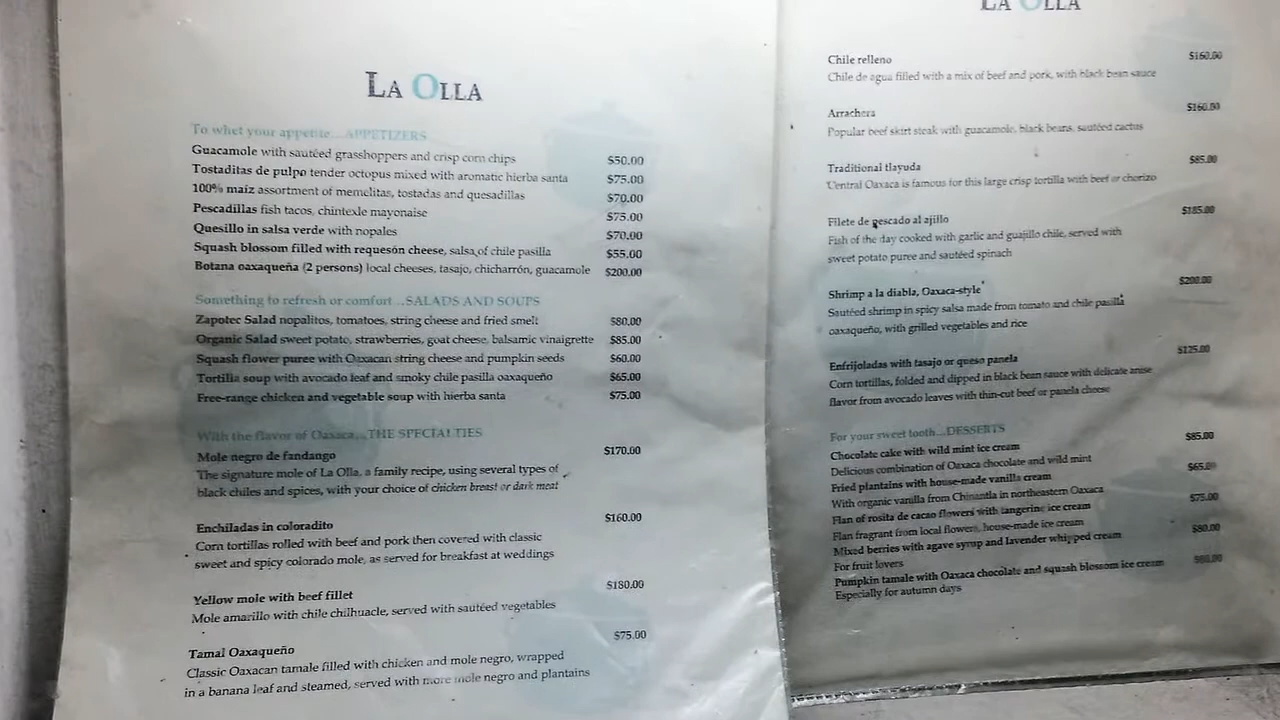 LA OLLA
To whet your appetite...APPETIZERS
Guacamole with sautéed grasshoppers and crisp corn chips $50.00
Tostaditas de pulpo tender octopus mixed with aromatic hierba santa $75.00
100% maíz assortment of memelitas, tostadas and quesadillas $70.00
Pescadillas fish tacos, chintexle mayonaise $75.00
Quesillo in salsa verde with nopales $70.00
Squash blossom filled with requesón cheese, salsa of chile pasilla $55.00
Botana oaxaqueña (2 persons) local cheeses, tasajo, chicharrón, guacamole $200.00
Something to refresh or comfort...SALADS AND SOUPS
Zapotec Salad nopalitos, tomatoes, string cheese and fried smelt $80.00
Organic Salad sweet potato, strawberries, goat cheese, balsamic vinaigrette $85.00
Squash flower puree with Oaxacan string cheese and pumpkin seeds $60.00
Tortilla soup with avocado leaf and smoky chile pasilla oaxaqueño $65.00
Free-range chicken and vegetable soup with hierba santa $75.00
With the flavor of Oaxaca...THE SPECIALTIES
Mole negro de fandango $170.00
The signature mole of La Olla, a family recipe, using several types of
black chiles and spices, with your choice of chicken breast or dark meat
Enchiladas in coloradito $160.00
Corn tortillas rolled with beef and pork then covered with classic
sweet and spicy colorado mole, as served for breakfast at weddings
Yellow mole with beef fillet $180.00
Mole amarillo with chile chilhuacle, served with sautéed vegetables
Tamal Oaxaqueño $75.00
Classic Oaxacan tamale filled with chicken and mole negro, wrapped
in a banana leaf and steamed, served with more mole negro and plantains
LA OLLA
Chile relleno $160.00
Chile de agua filled with a mix of beef and pork, with black bean sauce
Arrachera $160.00
Popular beef skirt steak with guacamole, black beans, sautéed cactus
Traditional tlayuda $85.00
Central Oaxaca is famous for this large crisp tortilla with beef or chorizo
Filete de pescado al ajillo $185.00
Fish of the day cooked with garlic and guajillo chile, served with
sweet potato puree and sautéed spinach
Shrimp a la diabla, Oaxaca-style $200.00
Sautéed shrimp in spicy salsa made from tomato and chile pasilla
oaxaqueño, with grilled vegetables and rice
Enfrijoladas with tasajo or queso panela $125.00
Corn tortillas, folded and dipped in black bean sauce with delicate anise
flavor from avocado leaves with thin-cut beef or panela cheese
For your sweet tooth...DESSERTS
Chocolate cake with wild mint ice cream $85.00
Delicious combination of Oaxaca chocolate and wild mint
Fried plantains with house-made vanilla cream $65.00
With organic vanilla from Chinantla in northeastern Oaxaca
Flan of rosita de cacao flowers with tangerine ice cream $75.00
Flan fragrant from local flowers, house-made ice cream
Mixed berries with agave syrup and lavender whipped cream $80.00
For fruit lovers
Pumpkin tamale with Oaxaca chocolate and squash blossom ice cream
Especially for autumn days